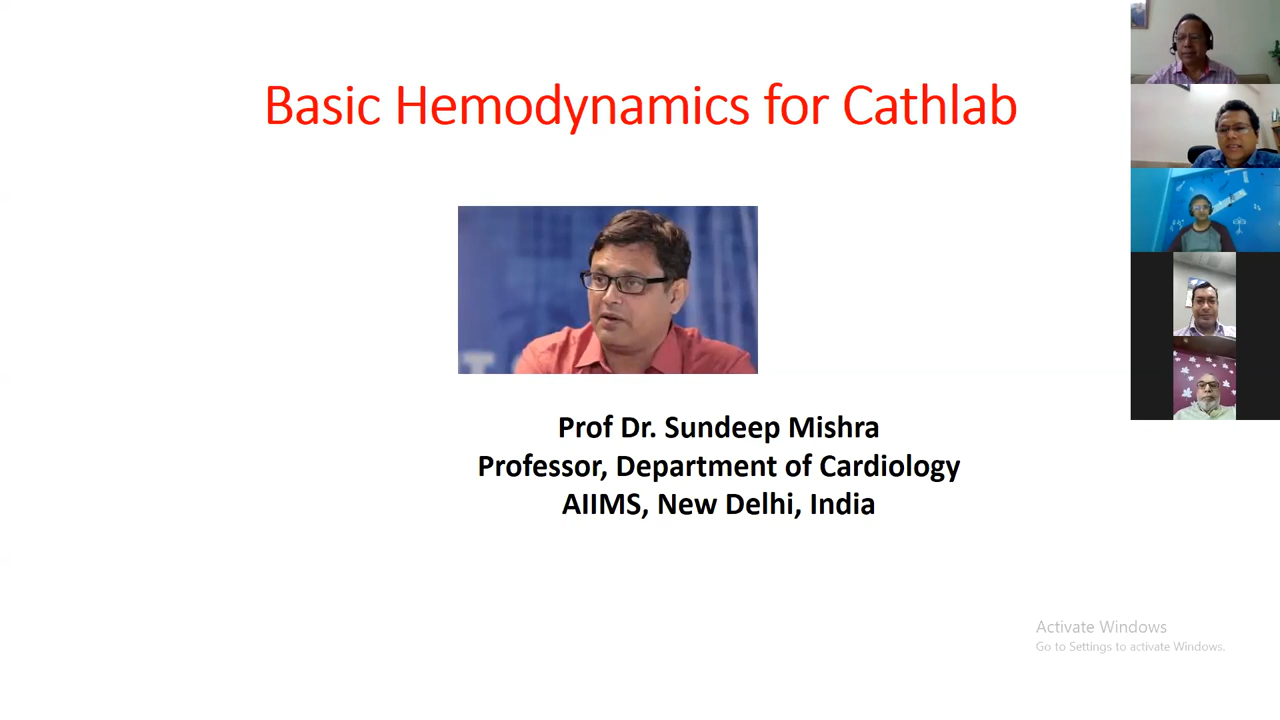 Basic Hemodynamics for Cathlab
Prof Dr. Sundeep Mishra
Professor, Department of Cardiology
AIIMS, New Delhi, India
Activate Windows
Go to Settings to activate Windows.